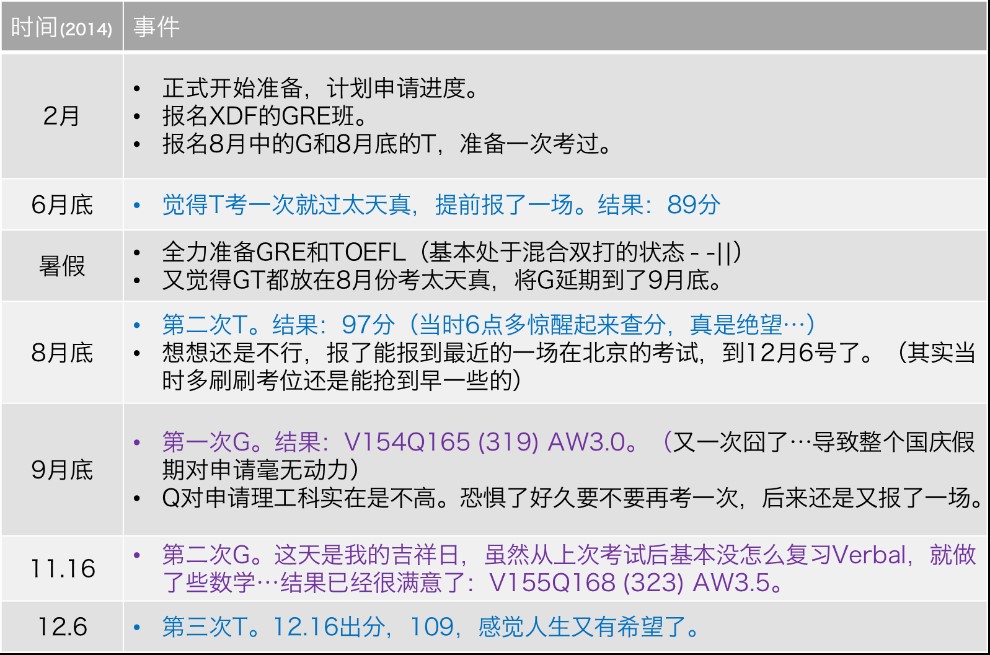 时间(2014) 事件
2月
• 正式开始准备，计划申请进度。
• 报名XDF的GRE班。
• 报名8月中的G和8月底的T，准备一次考过。
6月底
• 觉得T考一次就过太天真，提前报了一场。结果：89分
暑假
• 全力准备GRE和TOEFL（基本处于混合双打的状态 - -||）
• 又觉得GT都放在8月份考太天真，将G延期到了9月底。
8月底
• 第二次T。结果：97分（当时6点多惊醒起来查分，真是绝望…）
• 想想还是不行，报了能报到最近的一场在北京的考试，到12月6号了。（其实当
时多刷刷考位还是能抢到早一些的）
9月底
• 第一次G。结果：V154Q165 (319) AW3.0。（又一次囧了…导致整个国庆假
期对申请毫无动力）
• Q对申请理工科实在是不高。恐惧了好久要不要再考一次，后来还是又报了一场。
11.16
• 第二次G。这天是我的吉祥日，虽然从上次考试后基本没怎么复习Verbal，就做
了些数学…结果已经很满意了：V155Q168 (323) AW3.5。
12.6
• 第三次T。12.16出分，109，感觉人生又有希望了。